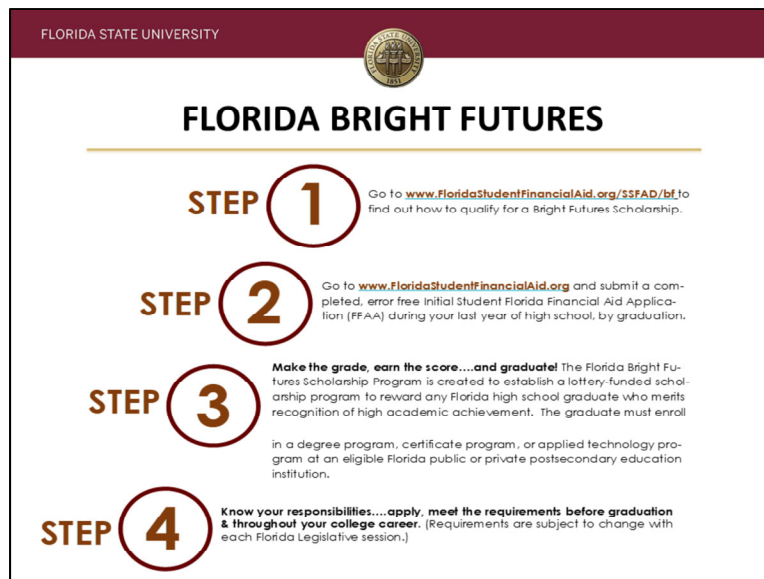 FLORIDA STATE UNIVERSITY
FLORIDA STATE UNIVERSITY
1851
FLORIDA BRIGHT FUTURES
STEP 1
Go to www.FloridaStudentFinancialAid.org/SSFAD/bf to
find out how to qualify for a Bright Futures Scholarship.
STEP 2
Go to www.FloridaStudentFinancialAid.org and submit a com-
pleted, error free Initial Student Florida Financial Aid Applica-
tion (FFAA) during your last year of high school, by graduation.
STEP 3
Make the grade, earn the score....and graduate! The Florida Bright Fu-
tures Scholarship Program is created to establish a lottery-funded schol-
arship program to reward any Florida high school graduate who merits
recognition of high academic achievement. The graduate must enroll
in a degree program, certificate program, or applied technology pro-
gram at an eligible Florida public or private postsecondary education
institution.
STEP 4
Know your responsibilities....apply, meet the requirements before graduation
& throughout your college career. (Requirements are subject to change with
each Florida Legislative session.)